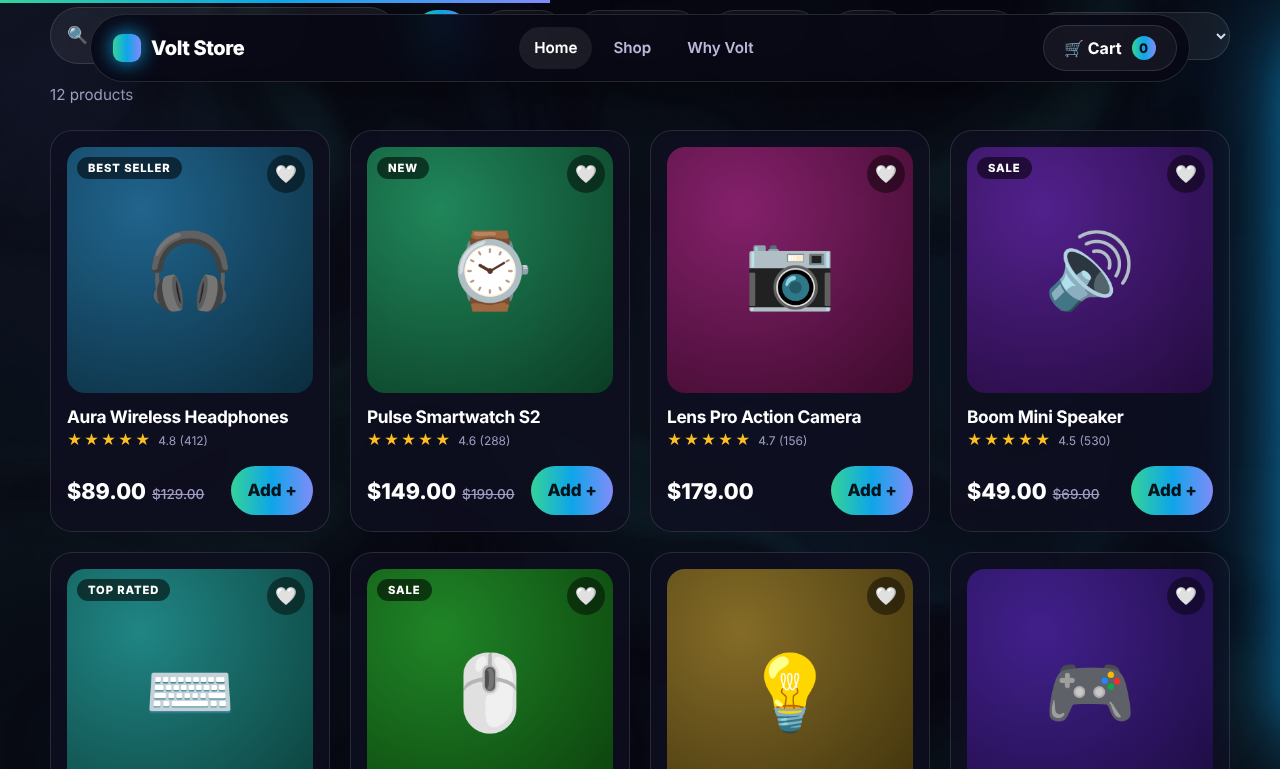 Volt Store
Home
Shop
Why Volt
Cart
0
12 products
BEST SELLER
NEW
SALE
Aura Wireless Headphones
Pulse Smartwatch S2
Lens Pro Action Camera
Boom Mini Speaker
★★★★★ 4.8 (412)
★★★★★ 4.6 (288)
★★★★★ 4.7 (156)
★★★★★ 4.5 (530)
$89.00 $129.00 Add +
$149.00 $199.00 Add +
$179.00 Add +
$49.00 $69.00 Add +
TOP RATED
SALE